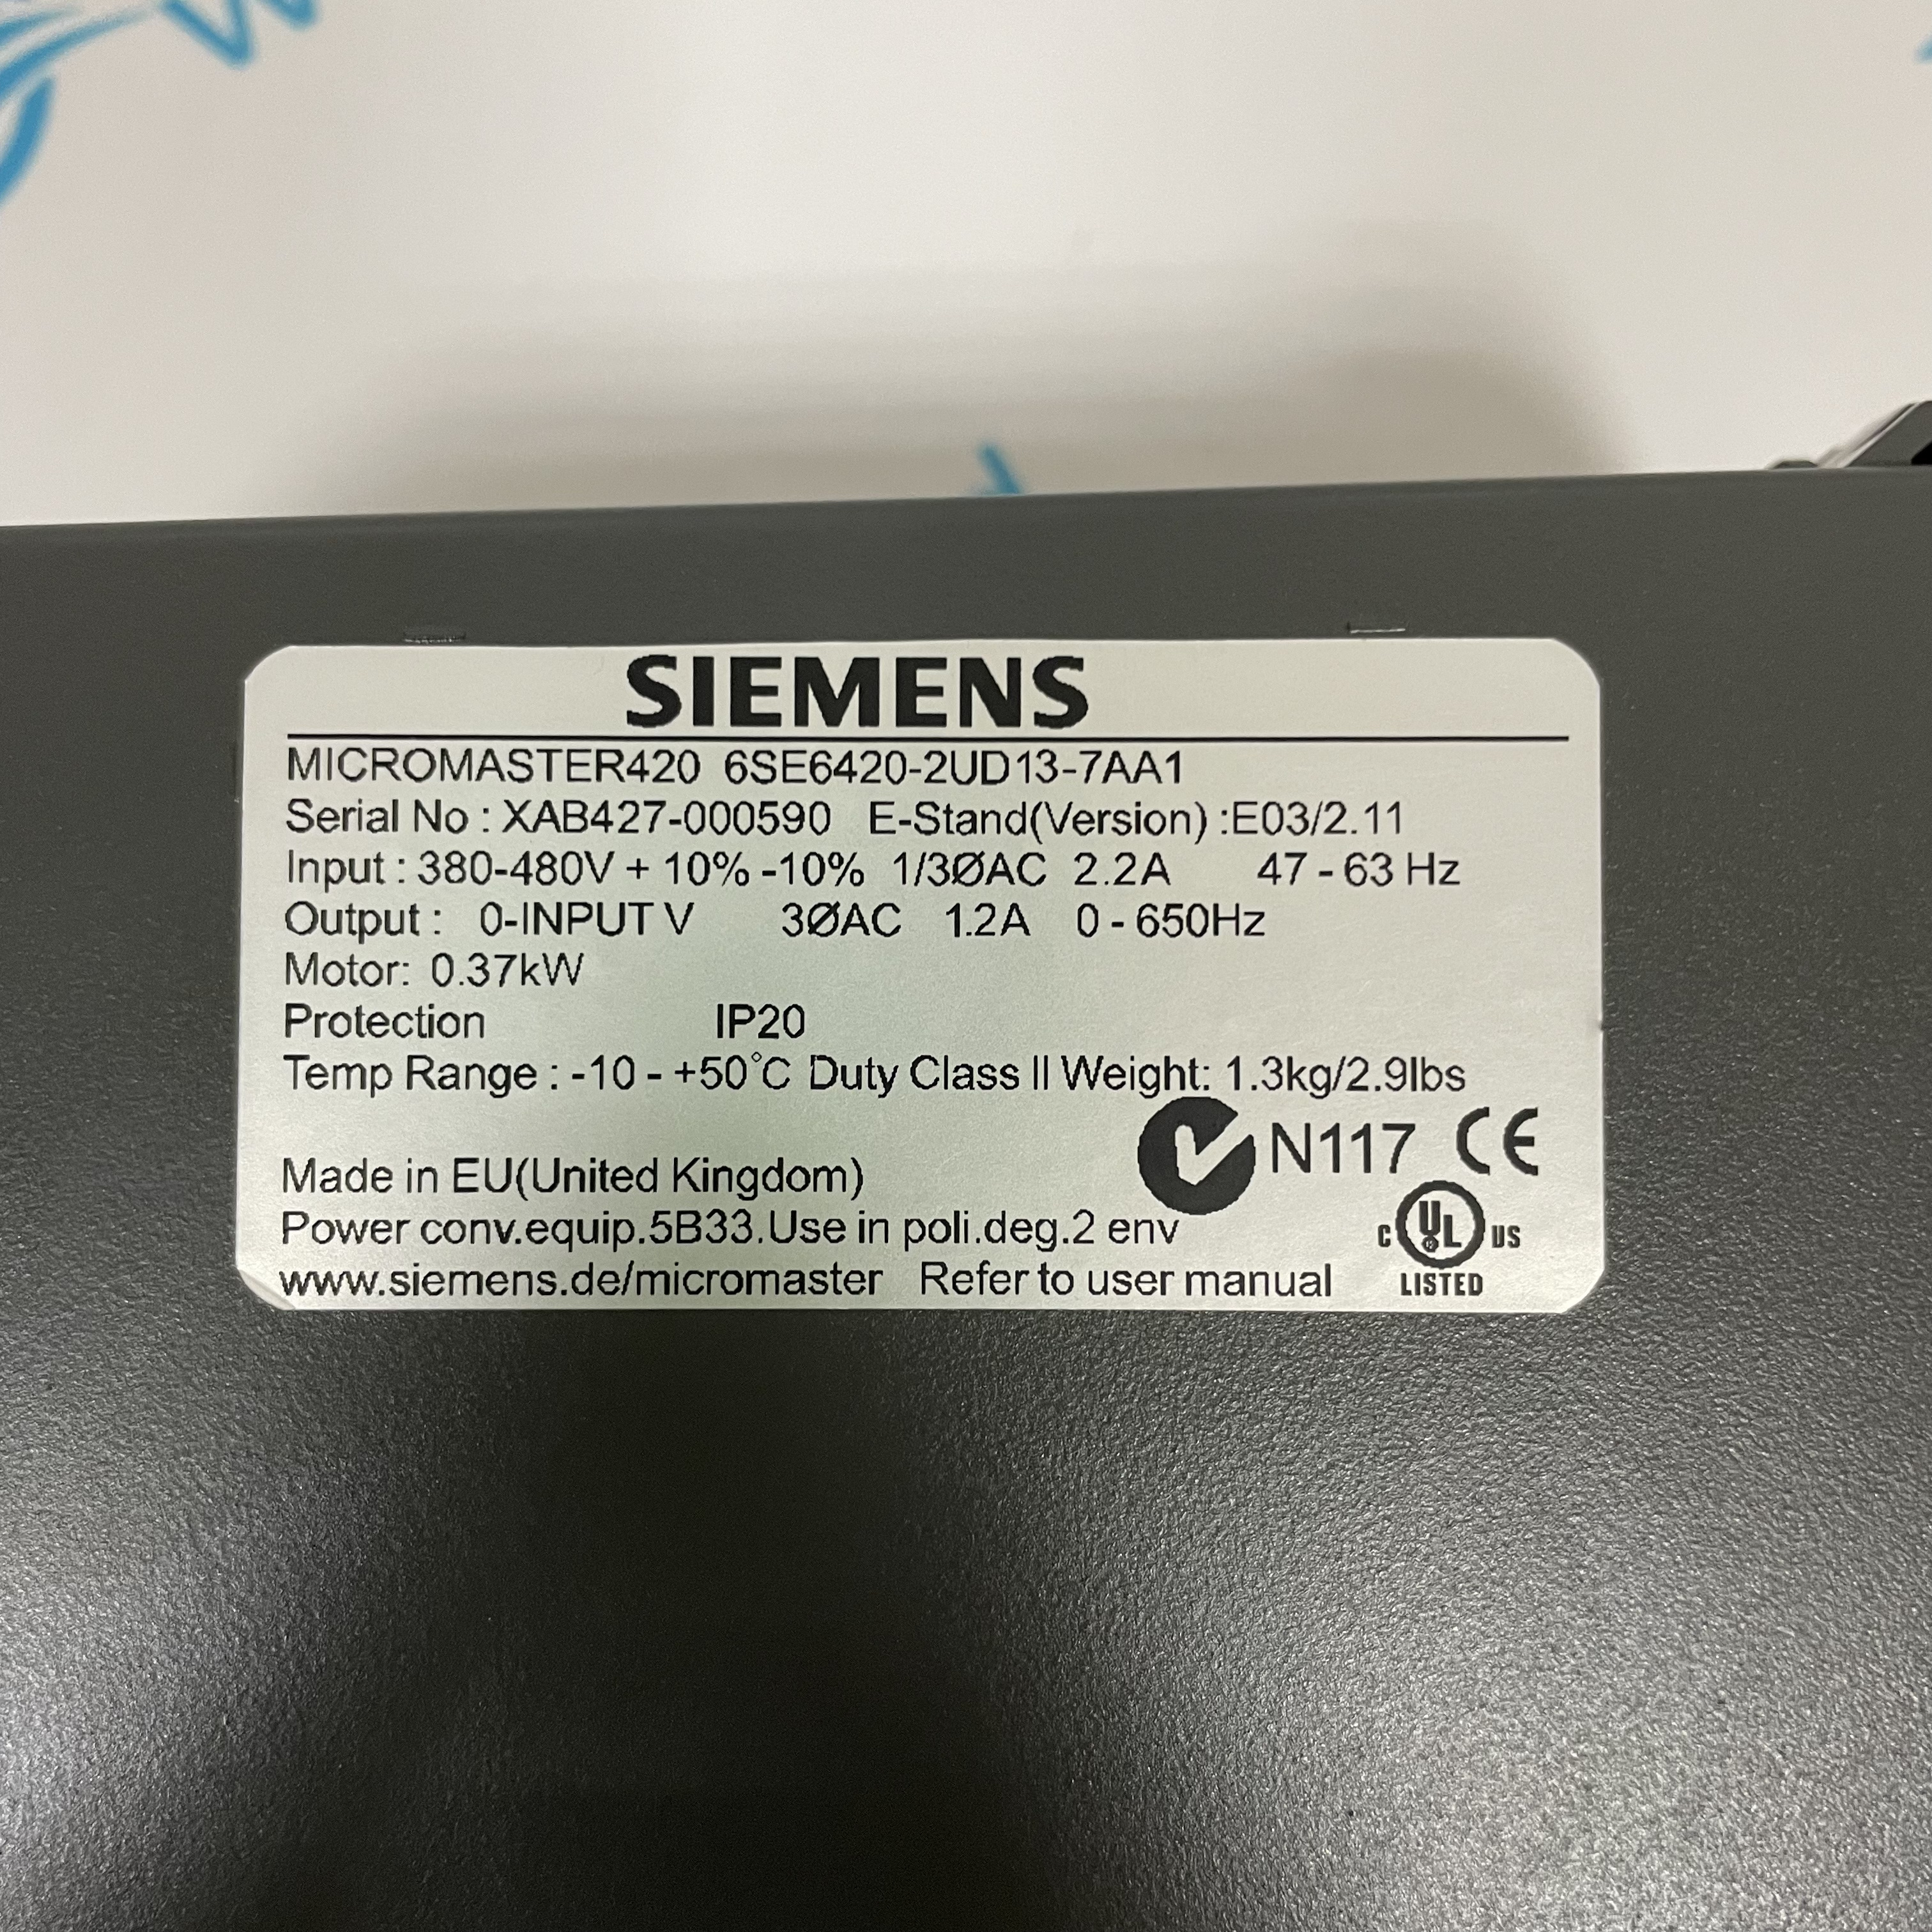 SIEMENS
MICROMASTER420 6SE6420-2UD13-7AA1
Serial No : XAB427-000590 E-Stand(Version) :E03/2.11
Input : 380-480V + 10% -10% 1/3ØAC 2.2A 47 - 63 Hz
Output : 0-INPUT V 3ØAC 1.2A 0 - 650Hz
Motor: 0.37kW
Protection IP20
Temp Range : -10 - +50°C Duty Class II Weight: 1.3kg/2.9lbs
N117 CE
Made in EU(United Kingdom)
Power conv.equip.5B33.Use in poli.deg.2 env
C UL US
www.siemens.de/micromaster Refer to user manual
LISTED